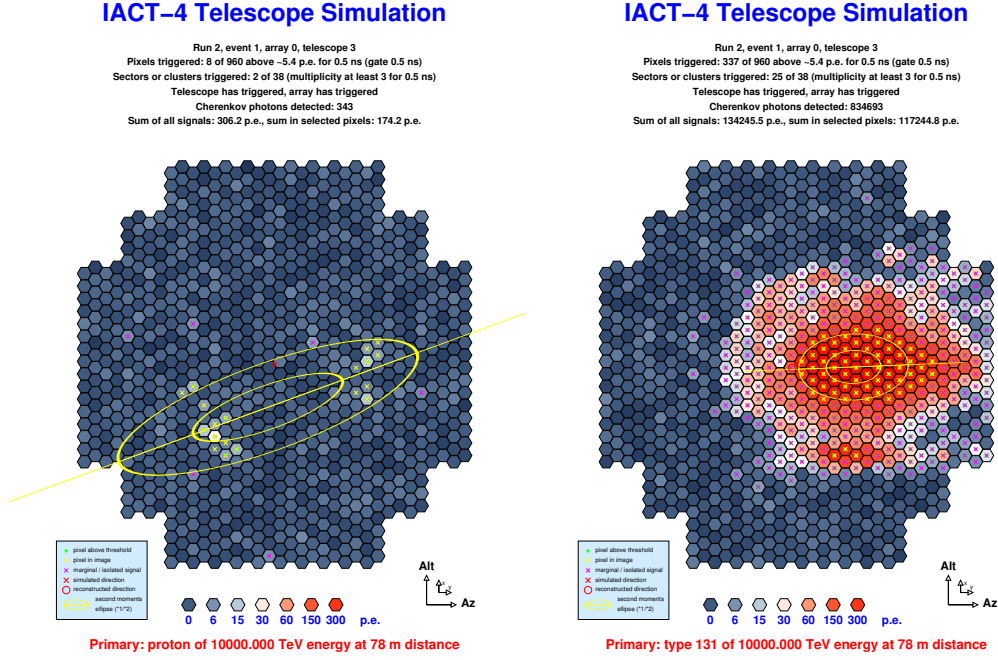 IACT−4 Telescope Simulation
Run 2, event 1, array 0, telescope 3
Pixels triggered: 8 of 960 above ~5.4 p.e. for 0.5 ns (gate 0.5 ns)
Sectors or clusters triggered: 2 of 38 (multiplicity at least 3 for 0.5 ns)
Telescope has triggered, array has triggered
Cherenkov photons detected: 343
Sum of all signals: 306.2 p.e., sum in selected pixels: 174.2 p.e.
pixel above threshold
pixel in image
marginal / isolated signal
simulated direction
reconstructed direction
second moments
ellipse (*1/*2)
0 6 15 30 60 150 300 p.e.
Alt
x
y
Az
Primary: proton of 10000.000 TeV energy at 78 m distance
IACT−4 Telescope Simulation
Run 2, event 1, array 0, telescope 3
Pixels triggered: 337 of 960 above ~5.4 p.e. for 0.5 ns (gate 0.5 ns)
Sectors or clusters triggered: 25 of 38 (multiplicity at least 3 for 0.5 ns)
Telescope has triggered, array has triggered
Cherenkov photons detected: 834693
Sum of all signals: 134245.5 p.e., sum in selected pixels: 117244.8 p.e.
pixel above threshold
pixel in image
marginal / isolated signal
simulated direction
reconstructed direction
second moments
ellipse (*1/*2)
0 6 15 30 60 150 300 p.e.
Alt
x
y
Az
Primary: type 131 of 10000.000 TeV energy at 78 m distance